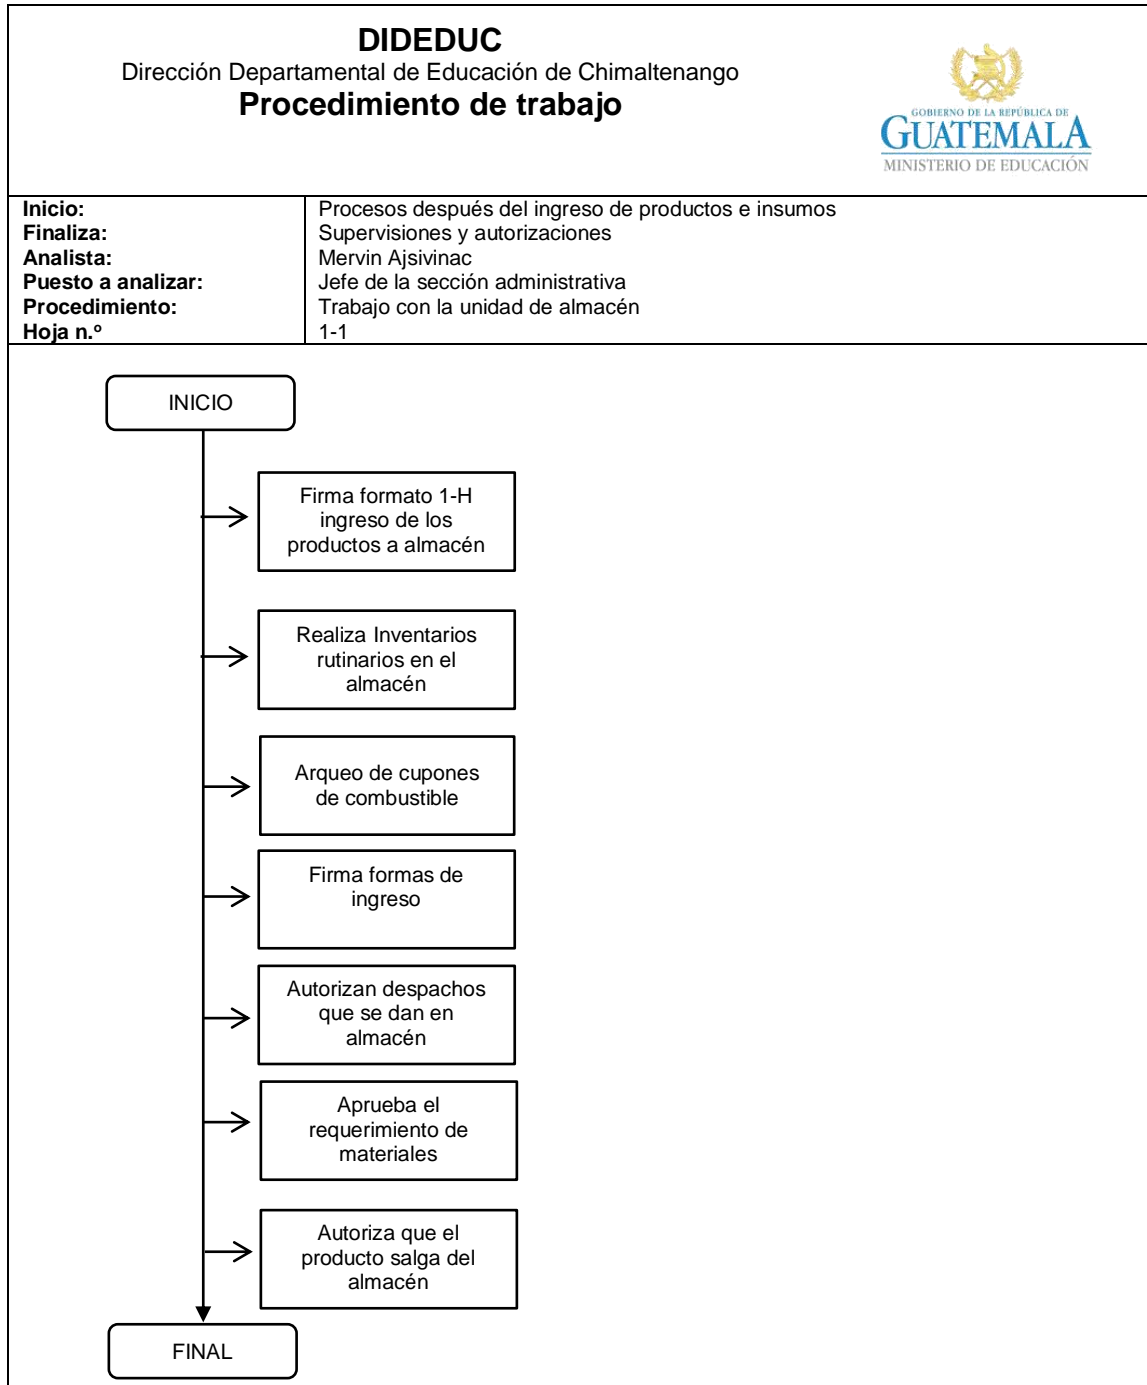 DIDEDUC
Dirección Departamental de Educación de Chimaltenango
Procedimiento de trabajo
GOBIERNO DE LA REPÚBLICA DE
GUATEMALA
MINISTERIO DE EDUCACIÓN
Inicio: Procesos después del ingreso de productos e insumos
Finaliza: Supervisiones y autorizaciones
Analista: Mervin Ajsivinac
Puesto a analizar: Jefe de la sección administrativa
Procedimiento: Trabajo con la unidad de almacén
Hoja n.º 1-1
INICIO
Firma formato 1-H
ingreso de los
productos a almacén
Realiza Inventarios
rutinarios en el
almacén
Arqueo de cupones
de combustible
Firma formas de
ingreso
Autorizan despachos
que se dan en
almacén
Aprueba el
requerimiento de
materiales
Autoriza que el
producto salga del
almacén
FINAL